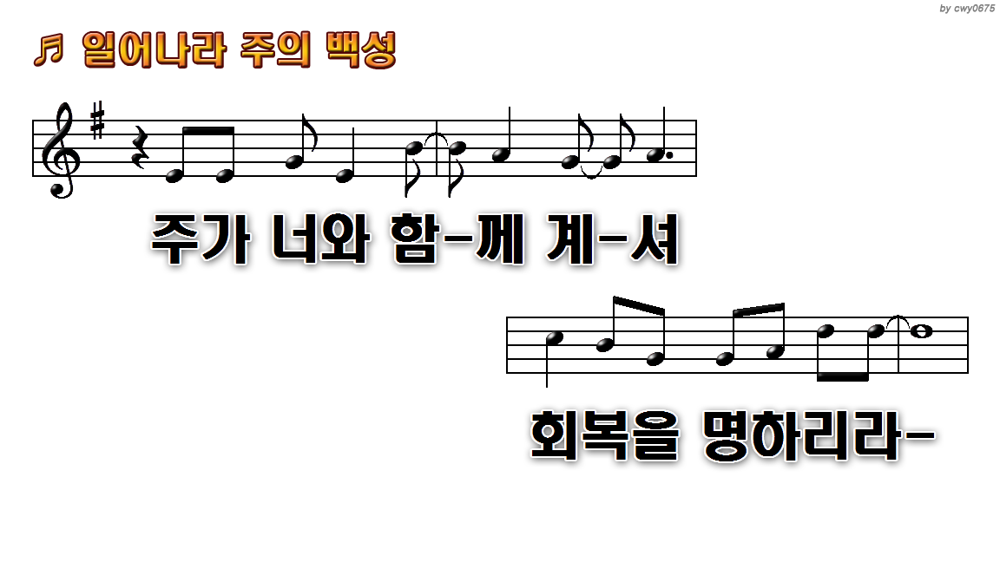 by cwy0675
♬ 일어나라 주의 백성
주가 너와 함-께 계-셔
회복을 명하리라-